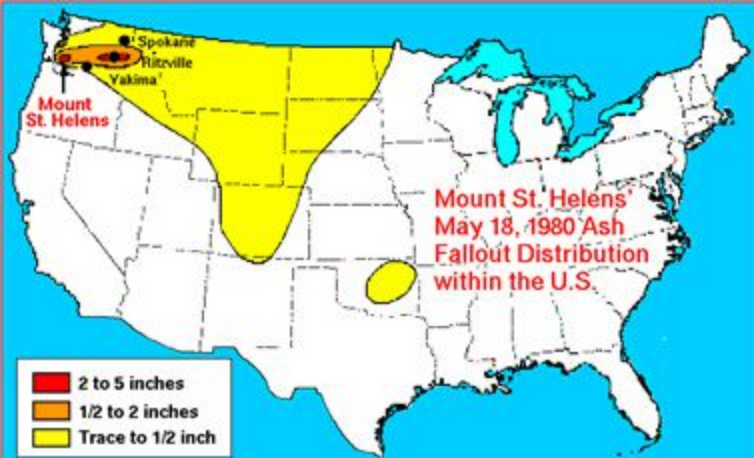 Spokane
Ritzville
Yakima
Mount
St. Helens
Mount St. Helens'
May 18, 1980 Ash
Fallout Distribution
within the U.S.
2 to 5 inches
1/2 to 2 inches
Trace to 1/2 inch